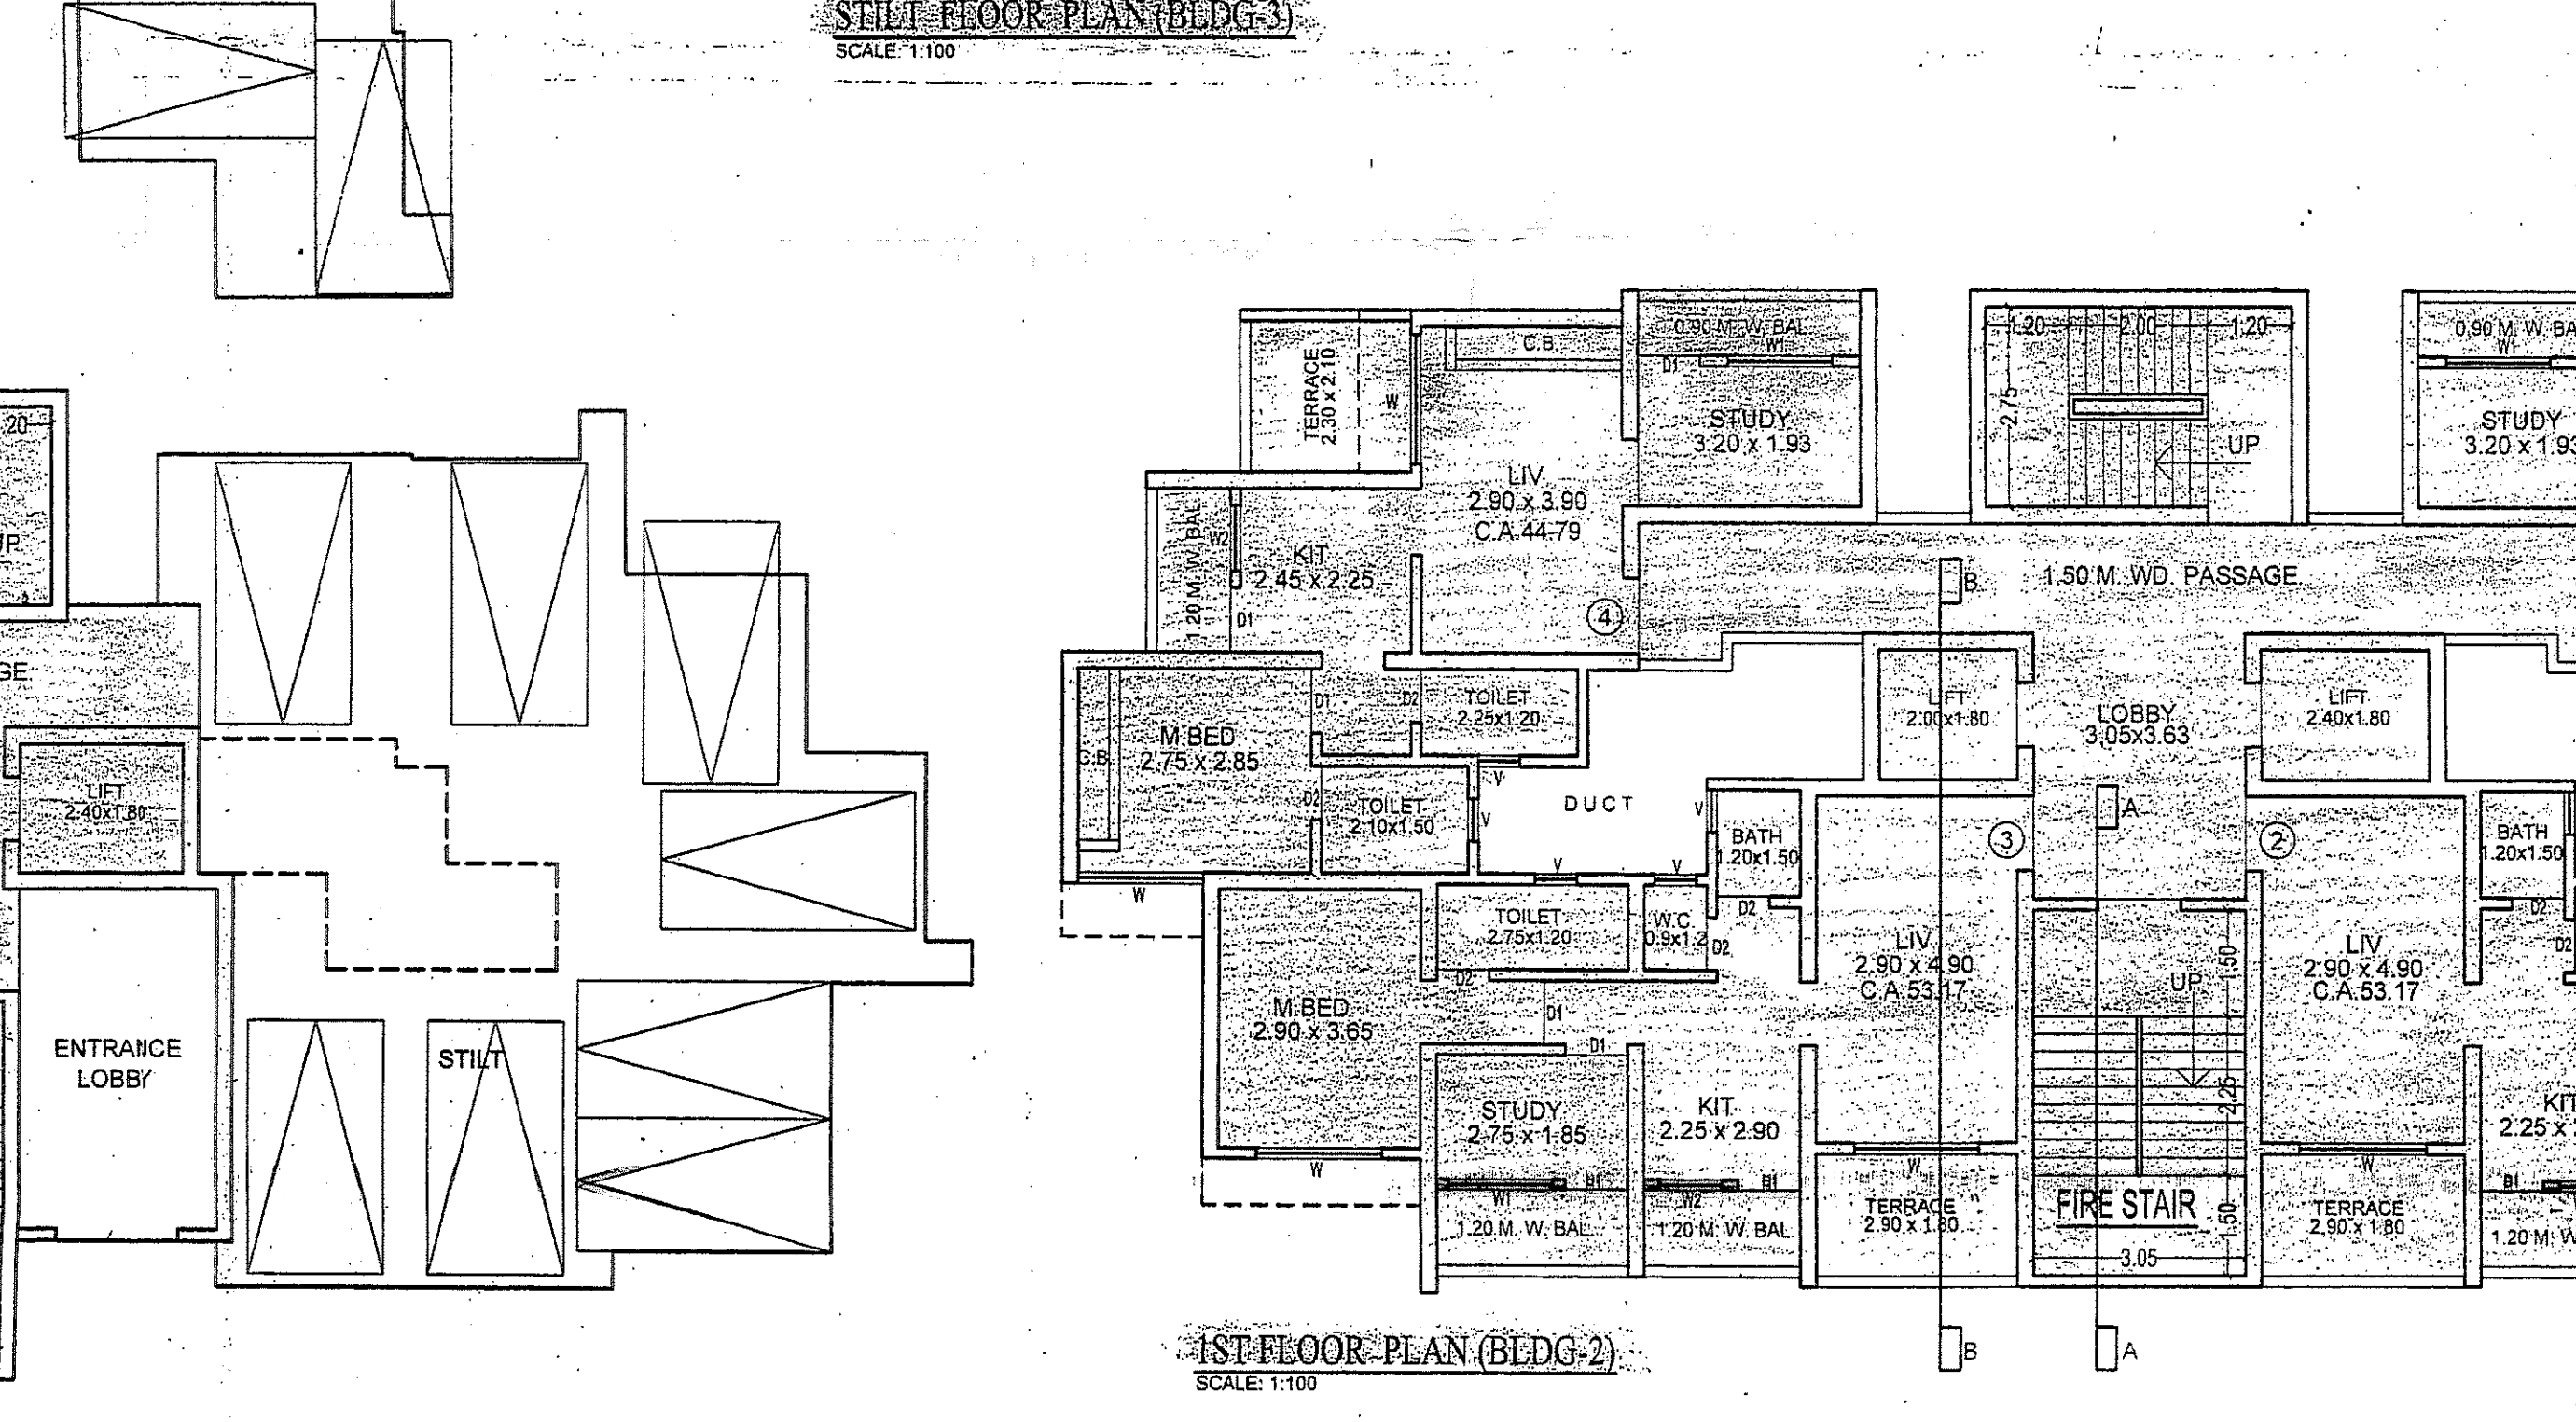 STILT FLOOR PLAN (BLDG-3)
SCALE: 1:100
20
UP
GE
LIFT
2.40x1.80
ENTRANCE
LOBBY
STILT
TERRACE
2.30 x 2.10
W
C.B.
0.90 M. W. BAL
W1
D1
STUDY
3.20 x 1.93
LIV
2.90 x 3.90
C.A.44.79
1.20 M. W. BAL
W2
D1
KIT
2.45 x 2.25
4
1.20
2.00
1.20
2.75
UP
0.90 M. W. BA
W1
STUDY
3.20 x 1.93
B
1.50 M. WD. PASSAGE
C.B.
M.BED
2.75 x 2.85
D1
D2
TOILET
2.25x1.20
V
D2
TOILET
2.10x1.50
V
DUCT
V
LIFT
2.00x1.80
LOBBY
3.05x3.63
LIFT
2.40x1.80
BATH
1.20x1.50
D2
3
A
2
BATH
1.20x1.50
D2
W
V
V
TOILET
2.75x1.20
D2
W.C
0.9x1.2
D2
M.BED
2.90 x 3.65
W
D1
D1
LIV
2.90 x 4.90
C.A.53.17
UP
1.50
2.25
1.50
LIV
2.90 x 4.90
C.A.53.17
D2
STUDY
2.75 x 1.85
W1
D1
1.20 M. W. BAL
KIT
2.25 x 2.90
W2
D1
1.20 M. W. BAL
W
TERRACE
2.90 x 1.80
FIRE STAIR
3.05
W
TERRACE
2.90 x 1.80
KIT
2.25 x
D1
1.20 M. W
B
A
1ST FLOOR PLAN (BLDG-2)
SCALE: 1:100